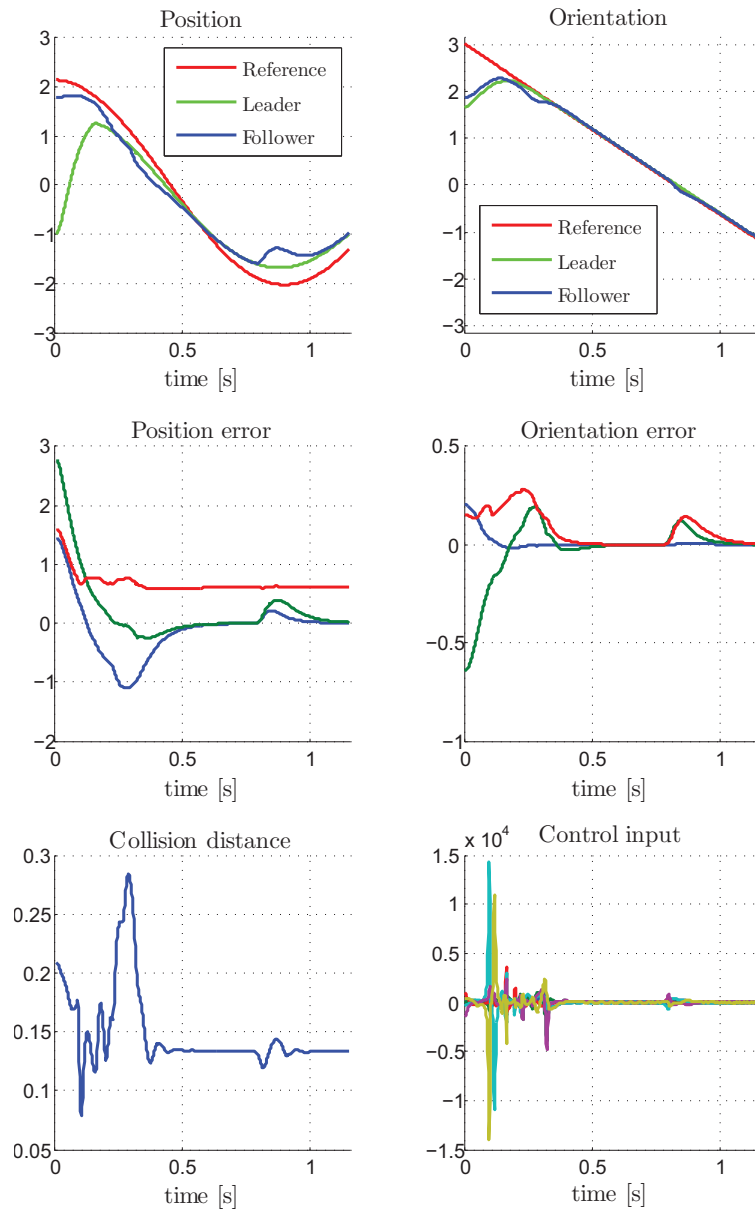 Position
3
2
1
0
−1
−2
−3
0
0.5
1
time [s]
Reference
Leader
Follower
Orientation
3
2
1
0
−1
−2
−3
0
0.5
1
time [s]
Reference
Leader
Follower
Position error
3
2
1
0
−1
−2
0
0.5
1
time [s]
Orientation error
0.5
0
−0.5
−1
0
0.5
1
time [s]
Collision distance
0.3
0.25
0.2
0.15
0.1
0.05
0
0.5
1
time [s]
Control input
x 10^4
1.5
1
0.5
0
−0.5
−1
−1.5
0
0.5
1
time [s]